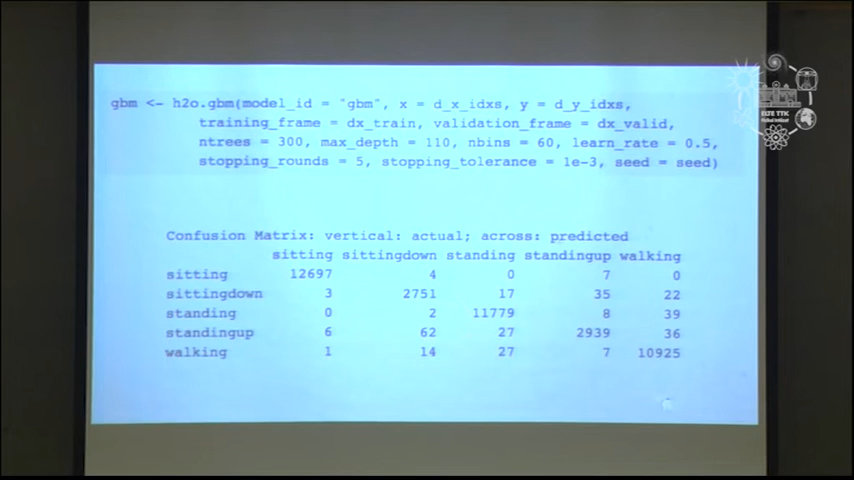 gbm <- h2o.gbm(model_id = "gbm", x = d_x_idxs, y = d_y_idxs,
training_frame = dx_train, validation_frame = dx_valid,
ntrees = 300, max_depth = 110, nbins = 60, learn_rate = 0.5,
stopping_rounds = 5, stopping_tolerance = 1e-3, seed = seed)
Confusion Matrix: vertical: actual; across: predicted
sitting sittingdown standing standingup walking
sitting 12697 4 0 7 0
sittingdown 3 2751 17 35 22
standing 0 2 11779 8 39
standingup 6 62 27 2939 36
walking 1 14 27 7 10925
ELTE TTK